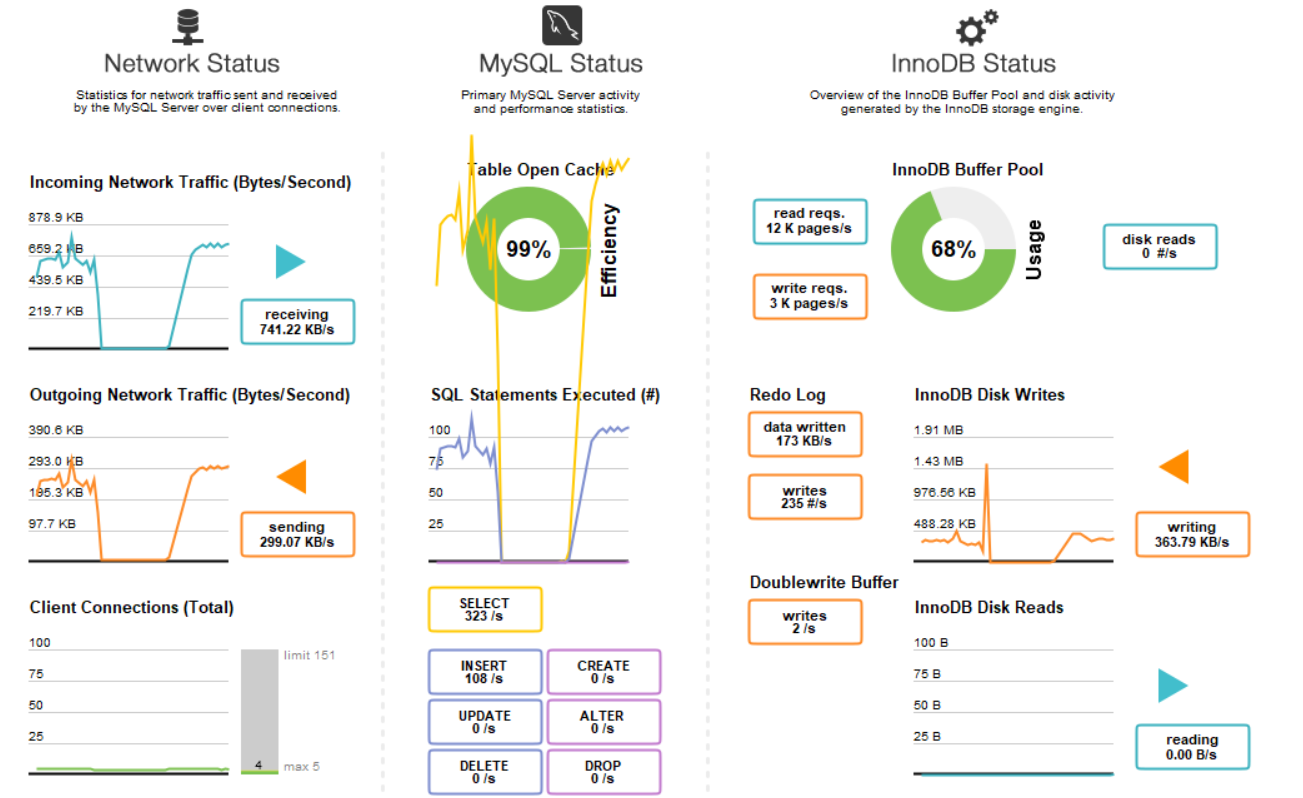 Network Status
Statistics for network traffic sent and received
by the MySQL Server over client connections.
Incoming Network Traffic (Bytes/Second)
878.9 KB
659.2 KB
439.5 KB
219.7 KB
receiving
741.22 KB/s
Outgoing Network Traffic (Bytes/Second)
390.6 KB
293.0 KB
195.3 KB
97.7 KB
sending
299.07 KB/s
Client Connections (Total)
100
75
50
25
limit 151
4
max 5
MySQL Status
Primary MySQL Server activity
and performance statistics.
Table Open Cache
99%
Efficiency
SQL Statements Executed (#)
100
75
50
25
SELECT
323 /s
INSERT
108 /s
CREATE
0 /s
UPDATE
0 /s
ALTER
0 /s
DELETE
0 /s
DROP
0 /s
InnoDB Status
Overview of the InnoDB Buffer Pool and disk activity
generated by the InnoDB storage engine.
InnoDB Buffer Pool
read reqs.
12 K pages/s
write reqs.
3 K pages/s
68%
Usage
disk reads
0 #/s
Redo Log
data written
173 KB/s
writes
235 #/s
Doublewrite Buffer
writes
2 /s
InnoDB Disk Writes
1.91 MB
1.43 MB
976.56 KB
488.28 KB
writing
363.79 KB/s
InnoDB Disk Reads
100 B
75 B
50 B
25 B
reading
0.00 B/s